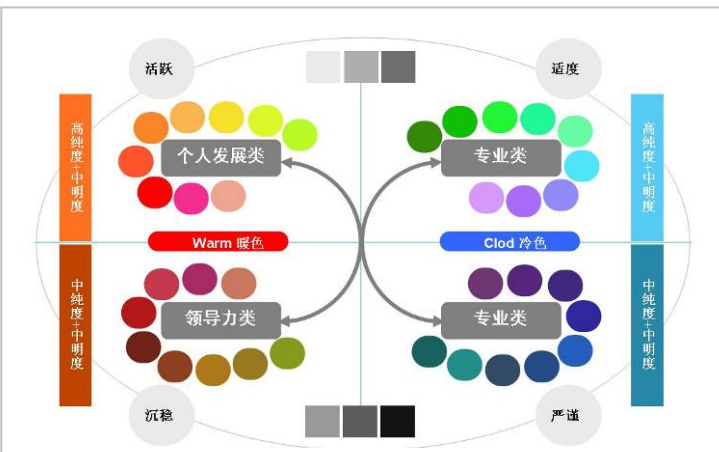 活跃
适度
高纯度+中明度
个人发展类
专业类
高纯度+中明度
Warm 暖色
Clod 冷色
中纯度+中明度
领导力类
专业类
中纯度+中明度
沉稳
严谨